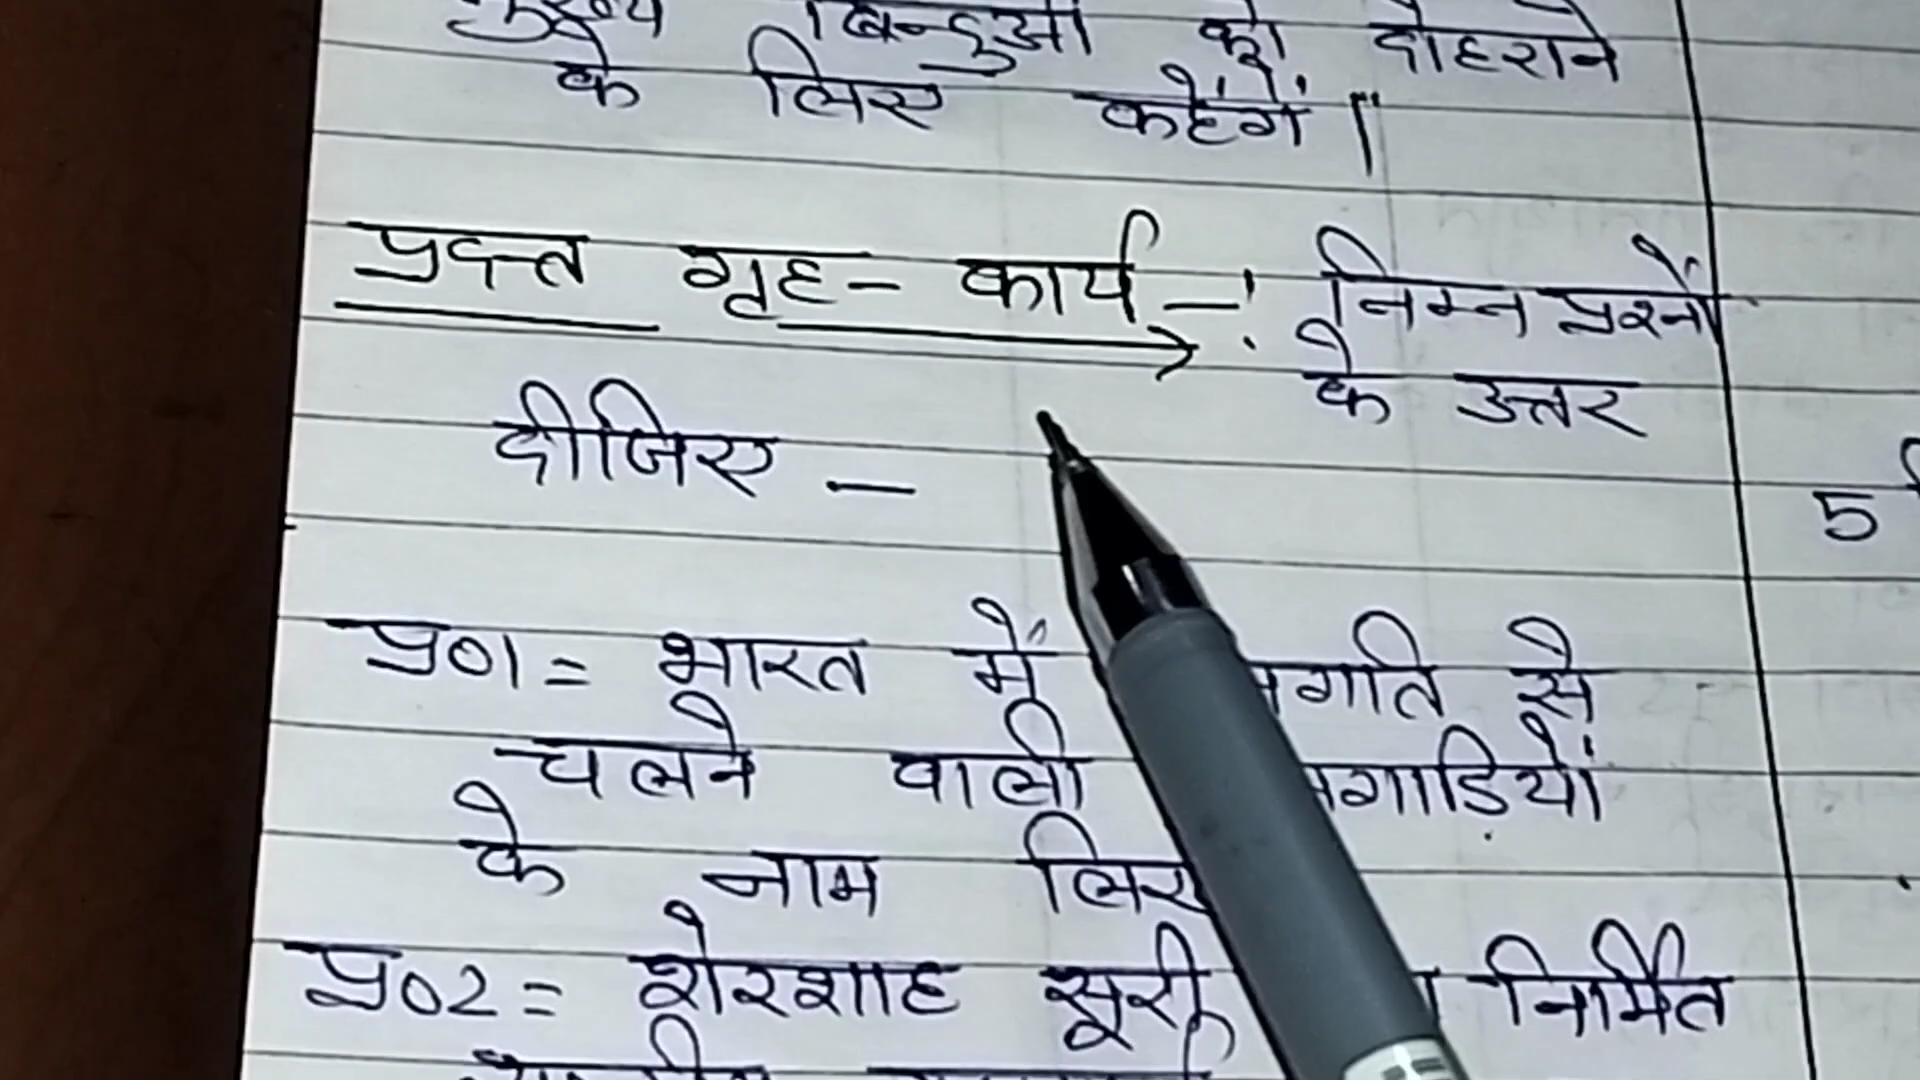 बिन्दुओं को दोहराने
के लिए कहेंगें।
प्रदत्त गृह-कार्य -: निम्न प्रश्नों
के उत्तर
दीजिए -
प्र01= भारत में गति से
चलने वाली गाड़ियों
के नाम
प्र02= शेरशाह सूरी निर्मित
5